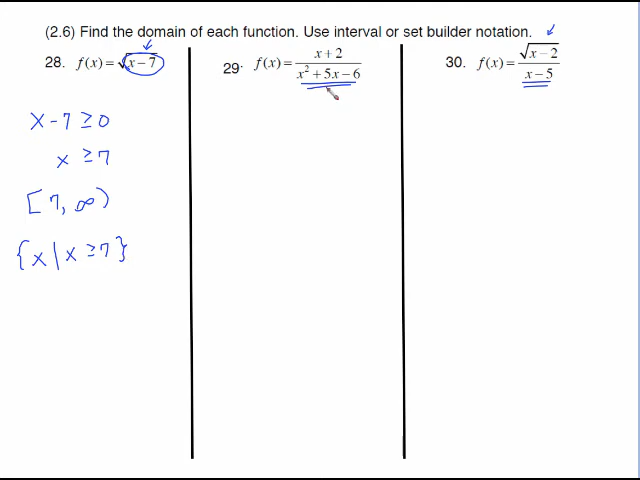 (2.6) Find the domain of each function. Use interval or set builder notation.
28. f(x) = √(x − 7)
x - 7 ≥ 0
x ≥ 7
[7, ∞)
{x | x ≥ 7}
29. f(x) = (x + 2)/(x² + 5x − 6)
30. f(x) = √(x − 2)/(x − 5)